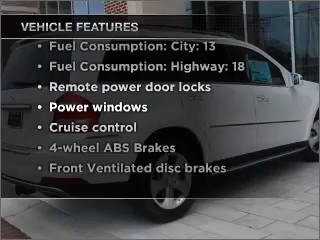 VEHICLE FEATURES
• Fuel Consumption: City: 13
• Fuel Consumption: Highway: 18
• Remote power door locks
• Power windows
• Cruise control
• 4-wheel ABS Brakes
• Front Ventilated disc brakes